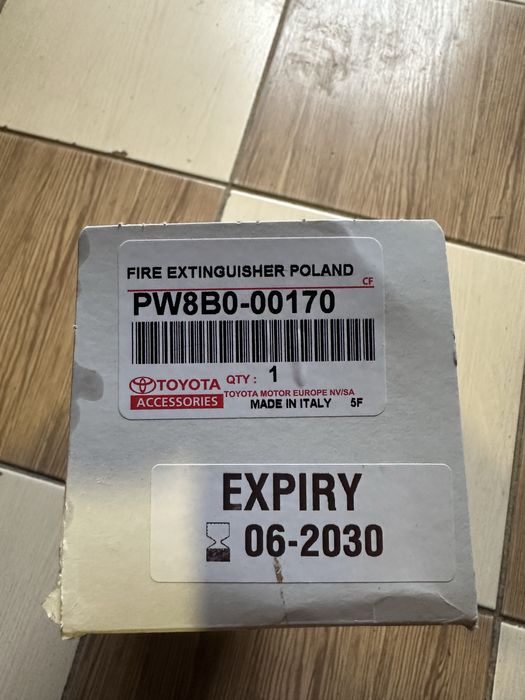 FIRE EXTINGUISHER POLAND
CF
PW8B0-00170
TOYOTA QTY : 1
ACCESSORIES TOYOTA MOTOR EUROPE NV/SA
MADE IN ITALY 5F
EXPIRY
06-2030